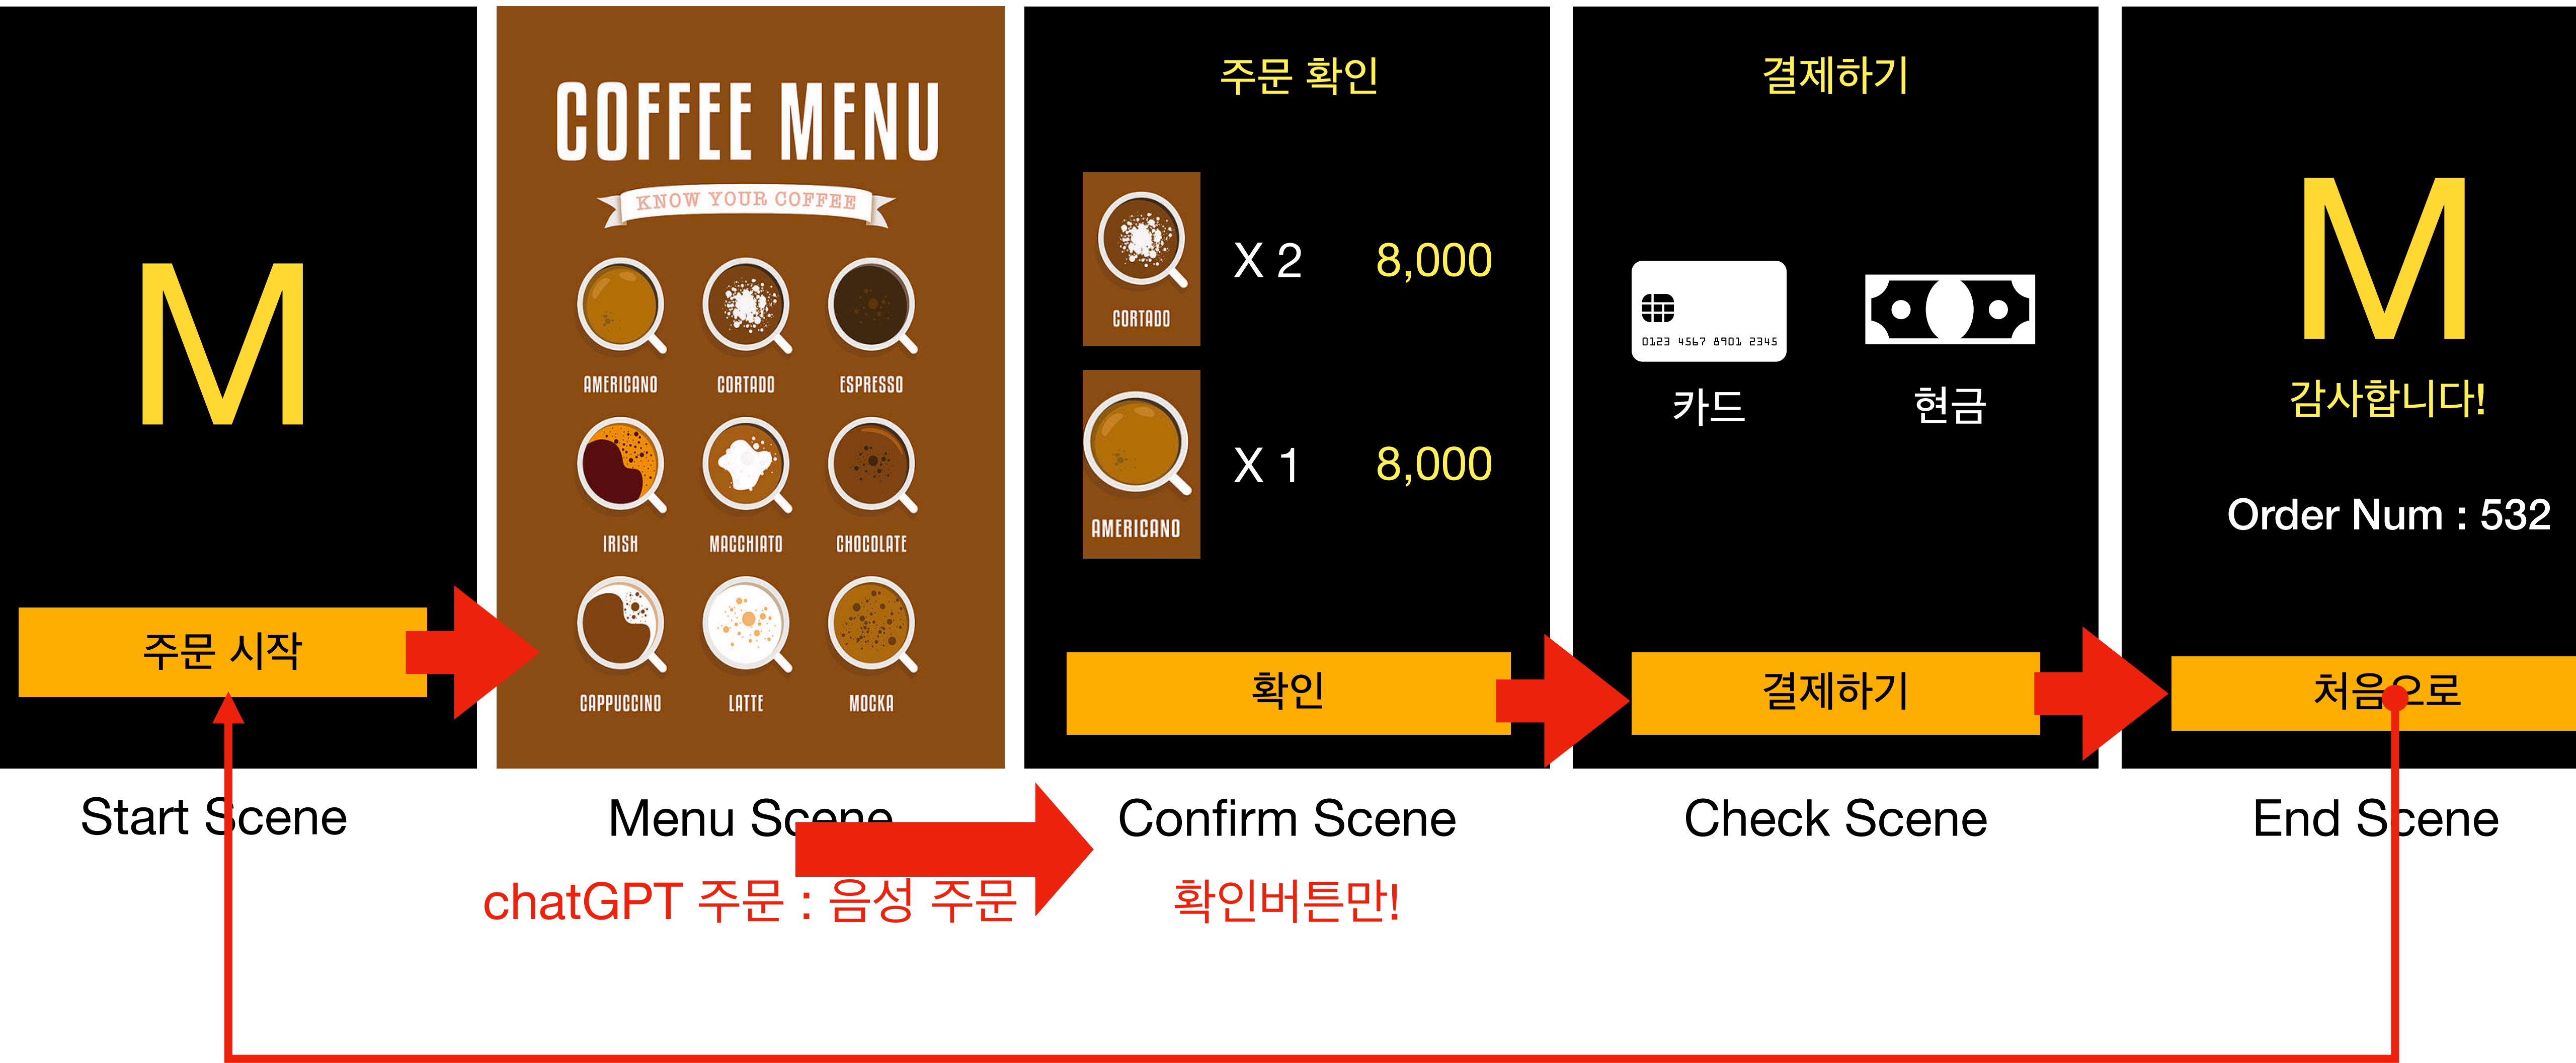 M
주문 시작
Start Scene
COFFEE MENU
KNOW YOUR COFFEE
AMERICANO CORTADO ESPRESSO
IRISH MACCHIATO CHOCOLATE
CAPPUCCINO LATTE MOCKA
Menu Scene
chatGPT 주문 : 음성 주문
주문 확인
CORTADO
X 2 8,000
AMERICANO
X 1 8,000
확인
Confirm Scene
확인버튼만!
결제하기
0123 4567 8901 2345
카드 현금
결제하기
Check Scene
M
감사합니다!
Order Num : 532
처음으로
End Scene